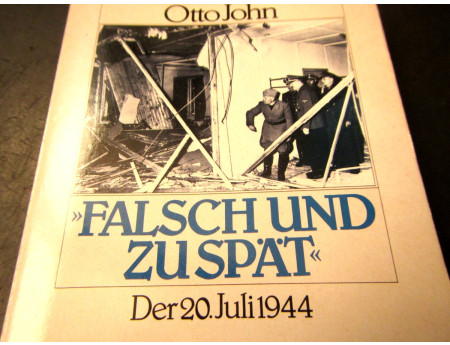 Otto John
»FALSCH UND
ZU SPÄT«
Der 20. Juli 1944